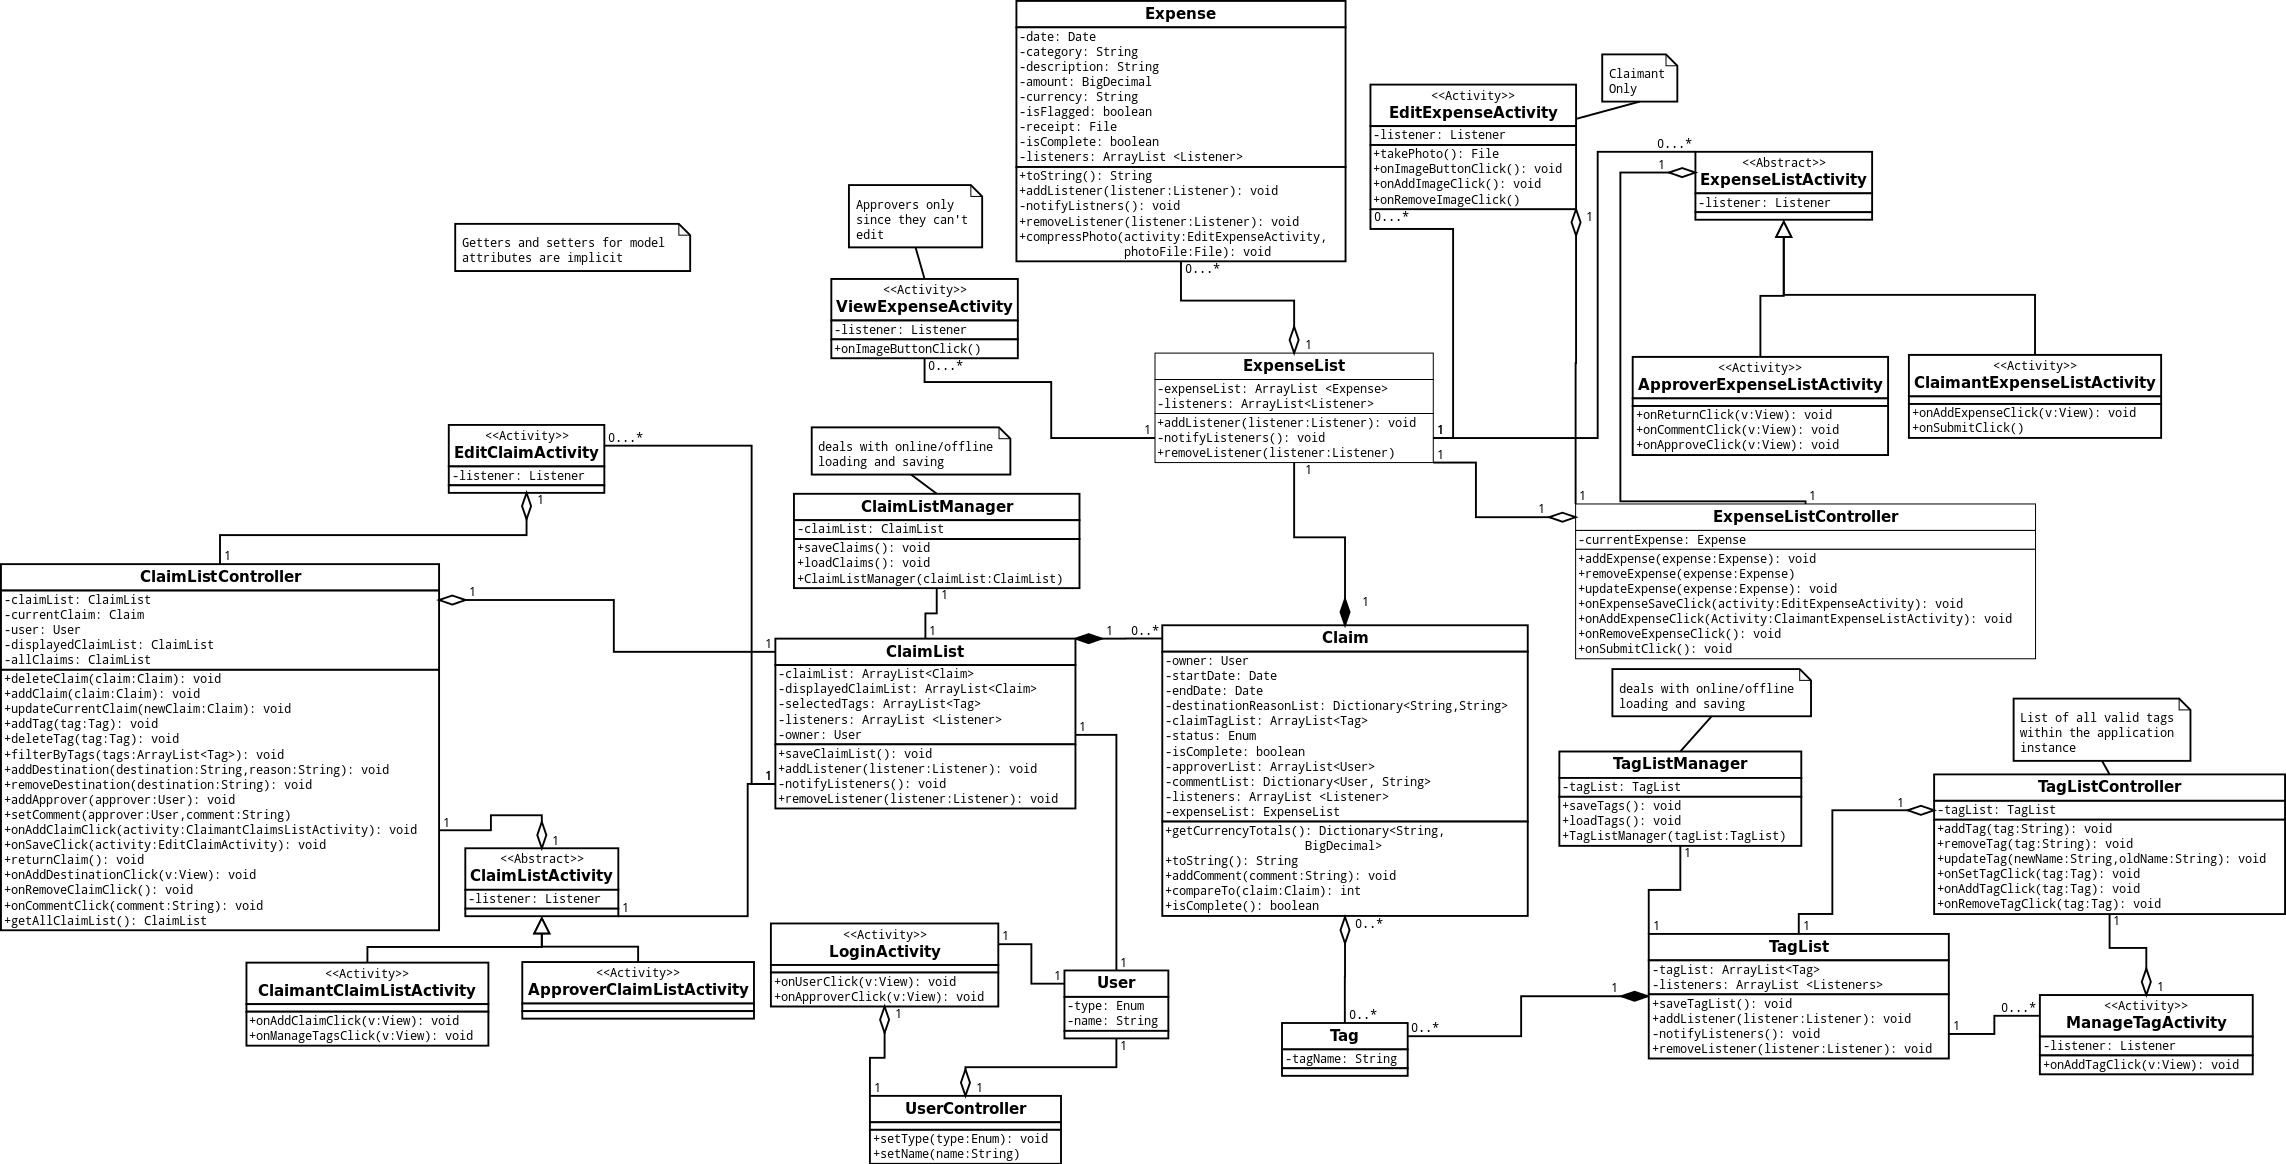 Expense
-date: Date
-category: String
-description: String
-amount: BigDecimal
-currency: String
-isFlagged: boolean
-receipt: File
-isComplete: boolean
-listeners: ArrayList <Listener>
+toString(): String
+addListener(listener:Listener): void
-notifyListners(): void
+removeListener(listener:Listener): void
+compressPhoto(activity:EditExpenseActivity,
photoFile:File): void
0...*
Claimant
Only
<<Activity>>
EditExpenseActivity
-listener: Listener
+takePhoto(): File
+onImageButtonClick(): void
+onAddImageClick(): void
+onRemoveImageClick()
0...*
1
0...*
1
<<Abstract>>
ExpenseListActivity
-listener: Listener
Approvers only
since they can't
edit
Getters and setters for model
attributes are implicit
<<Activity>>
ViewExpenseActivity
-listener: Listener
+onImageButtonClick()
0...*
1
1
ExpenseList
-expenseList: ArrayList <Expense>
-listeners: ArrayList<Listener>
+addListener(listener:Listener): void
-notifyListeners(): void
+removeListener(listener:Listener)
1
1
1
<<Activity>>
ApproverExpenseListActivity
+onReturnClick(v:View): void
+onCommentClick(v:View): void
+onApproveClick(v:View): void
<<Activity>>
ClaimantExpenseListActivity
+onAddExpenseClick(v:View): void
+onSubmitClick()
<<Activity>>
EditClaimActivity
-listener: Listener
0...*
1
1
deals with online/offline
loading and saving
ClaimListManager
-claimList: ClaimList
+saveClaims(): void
+loadClaims(): void
+ClaimListManager(claimList:ClaimList)
1
1
1
1
1
ExpenseListController
-currentExpense: Expense
+addExpense(expense:Expense): void
+removeExpense(expense:Expense)
+updateExpense(expense:Expense): void
+onExpenseSaveClick(activity:EditExpenseActivity): void
+onAddExpenseClick(Activity:ClaimantExpenseListActivity): void
+onRemoveExpenseClick(): void
+onSubmitClick(): void
ClaimListController
-claimList: ClaimList
-currentClaim: Claim
-user: User
-displayedClaimList: ClaimList
-allClaims: ClaimList
+deleteClaim(claim:Claim): void
+addClaim(claim:Claim): void
+updateCurrentClaim(newClaim:Claim): void
+addTag(tag:Tag): void
+deleteTag(tag:Tag): void
+filterByTags(tags:ArrayList<Tag>): void
+addDestination(destination:String,reason:String): void
+removeDestination(destination:String): void
+addApprover(approver:User): void
+setComment(approver:User,comment:String)
+onAddClaimClick(activity:ClaimantClaimsListActivity): void
+onSaveClick(activity:EditClaimActivity): void
+returnClaim(): void
+onAddDestinationClick(v:View): void
+onRemoveClaimClick(): void
+onCommentClick(comment:String): void
+getAllClaimList(): ClaimList
1
1
1
1
ClaimList
-claimList: ArrayList<Claim>
-displayedClaimList: ArrayList<Claim>
-selectedTags: ArrayList<Tag>
-listeners: ArrayList <Listener>
-owner: User
+saveClaimList(): void
+addListener(listener:Listener): void
-notifyListeners(): void
+removeListener(listener:Listener): void
1
0..*
1
1
Claim
-owner: User
-startDate: Date
-endDate: Date
-destinationReasonList: Dictionary<String,String>
-claimTagList: ArrayList<Tag>
-status: Enum
-isComplete: boolean
-approverList: ArrayList<User>
-commentList: Dictionary<User, String>
-listeners: ArrayList <Listener>
-expenseList: ExpenseList
+getCurrencyTotals(): Dictionary<String,
BigDecimal>
+toString(): String
+addComment(comment:String): void
+compareTo(claim:Claim): int
+isComplete(): boolean
0..*
deals with online/offline
loading and saving
TagListManager
-tagList: TagList
+saveTags(): void
+loadTags(): void
+TagListManager(tagList:TagList)
1
1
List of all valid tags
within the application
instance
TagListController
-tagList: TagList
+addTag(tag:String): void
+removeTag(tag:String): void
+updateTag(newName:String,oldName:String): void
+onSetTagClick(tag:Tag): void
+onAddTagClick(tag:Tag): void
+onRemoveTagClick(tag:Tag): void
1
1
1
1
1
<<Abstract>>
ClaimListActivity
-listener: Listener
1
<<Activity>>
ClaimantClaimListActivity
+onAddClaimClick(v:View): void
+onManageTagsClick(v:View): void
<<Activity>>
ApproverClaimListActivity
<<Activity>>
LoginActivity
+onUserClick(v:View): void
+onApproverClick(v:View): void
1
1
1
1
User
-type: Enum
-name: String
1
1
1
UserController
+setType(type:Enum): void
+setName(name:String)
0..*
0..*
Tag
-tagName: String
1
TagList
-tagList: ArrayList<Tag>
-listeners: ArrayList <Listeners>
+saveTagList(): void
+addListener(listener:Listener): void
-notifyListeners(): void
+removeListener(listener:Listener): void
1
0...*
<<Activity>>
ManageTagActivity
-listener: Listener
+onAddTagClick(v:View): void